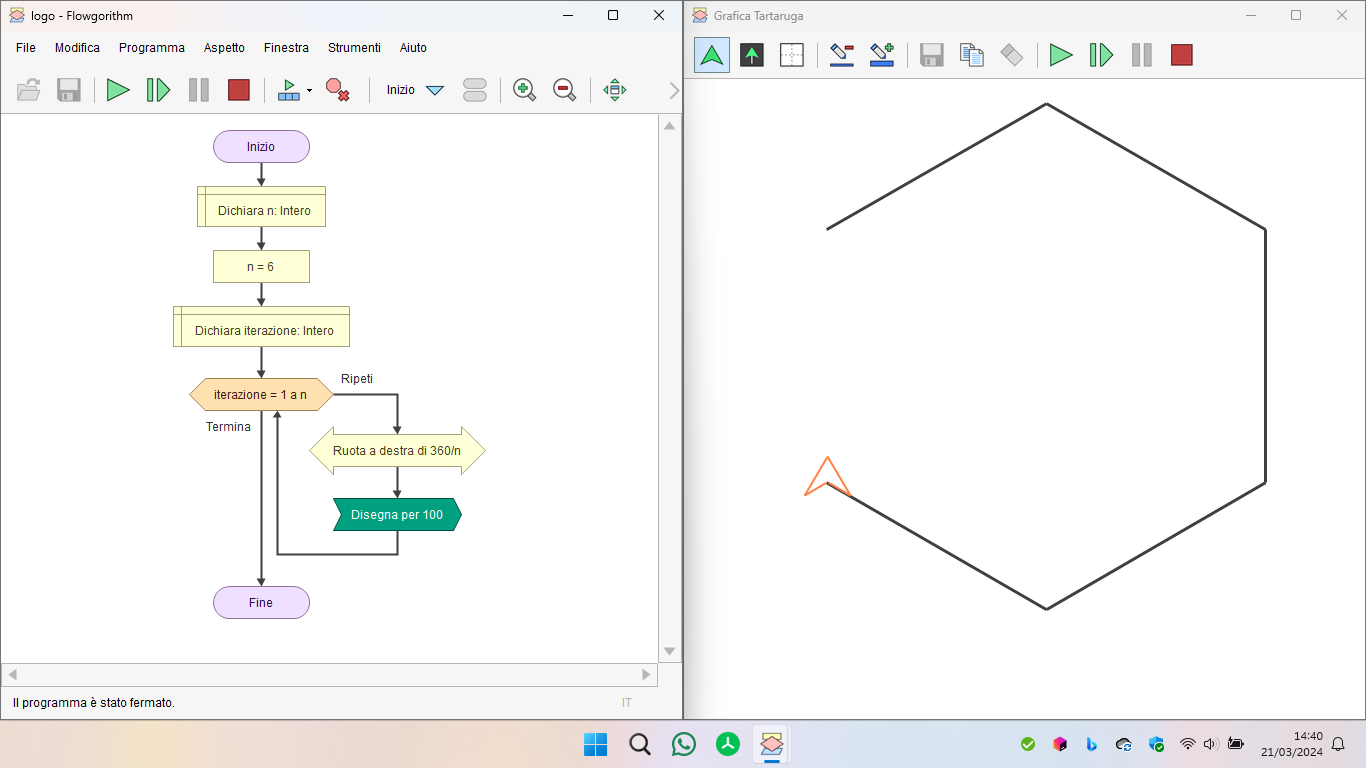 logo - Flowgorithm
File Modifica Programma Aspetto Finestra Strumenti Aiuto
Inizio
Inizio
Dichiara n: Intero
n = 6
Dichiara iterazione: Intero
iterazione = 1 a n
Ripeti
Termina
Ruota a destra di 360/n
Disegna per 100
Fine
Il programma è stato fermato.
IT
Grafica Tartaruga
14:40
21/03/2024